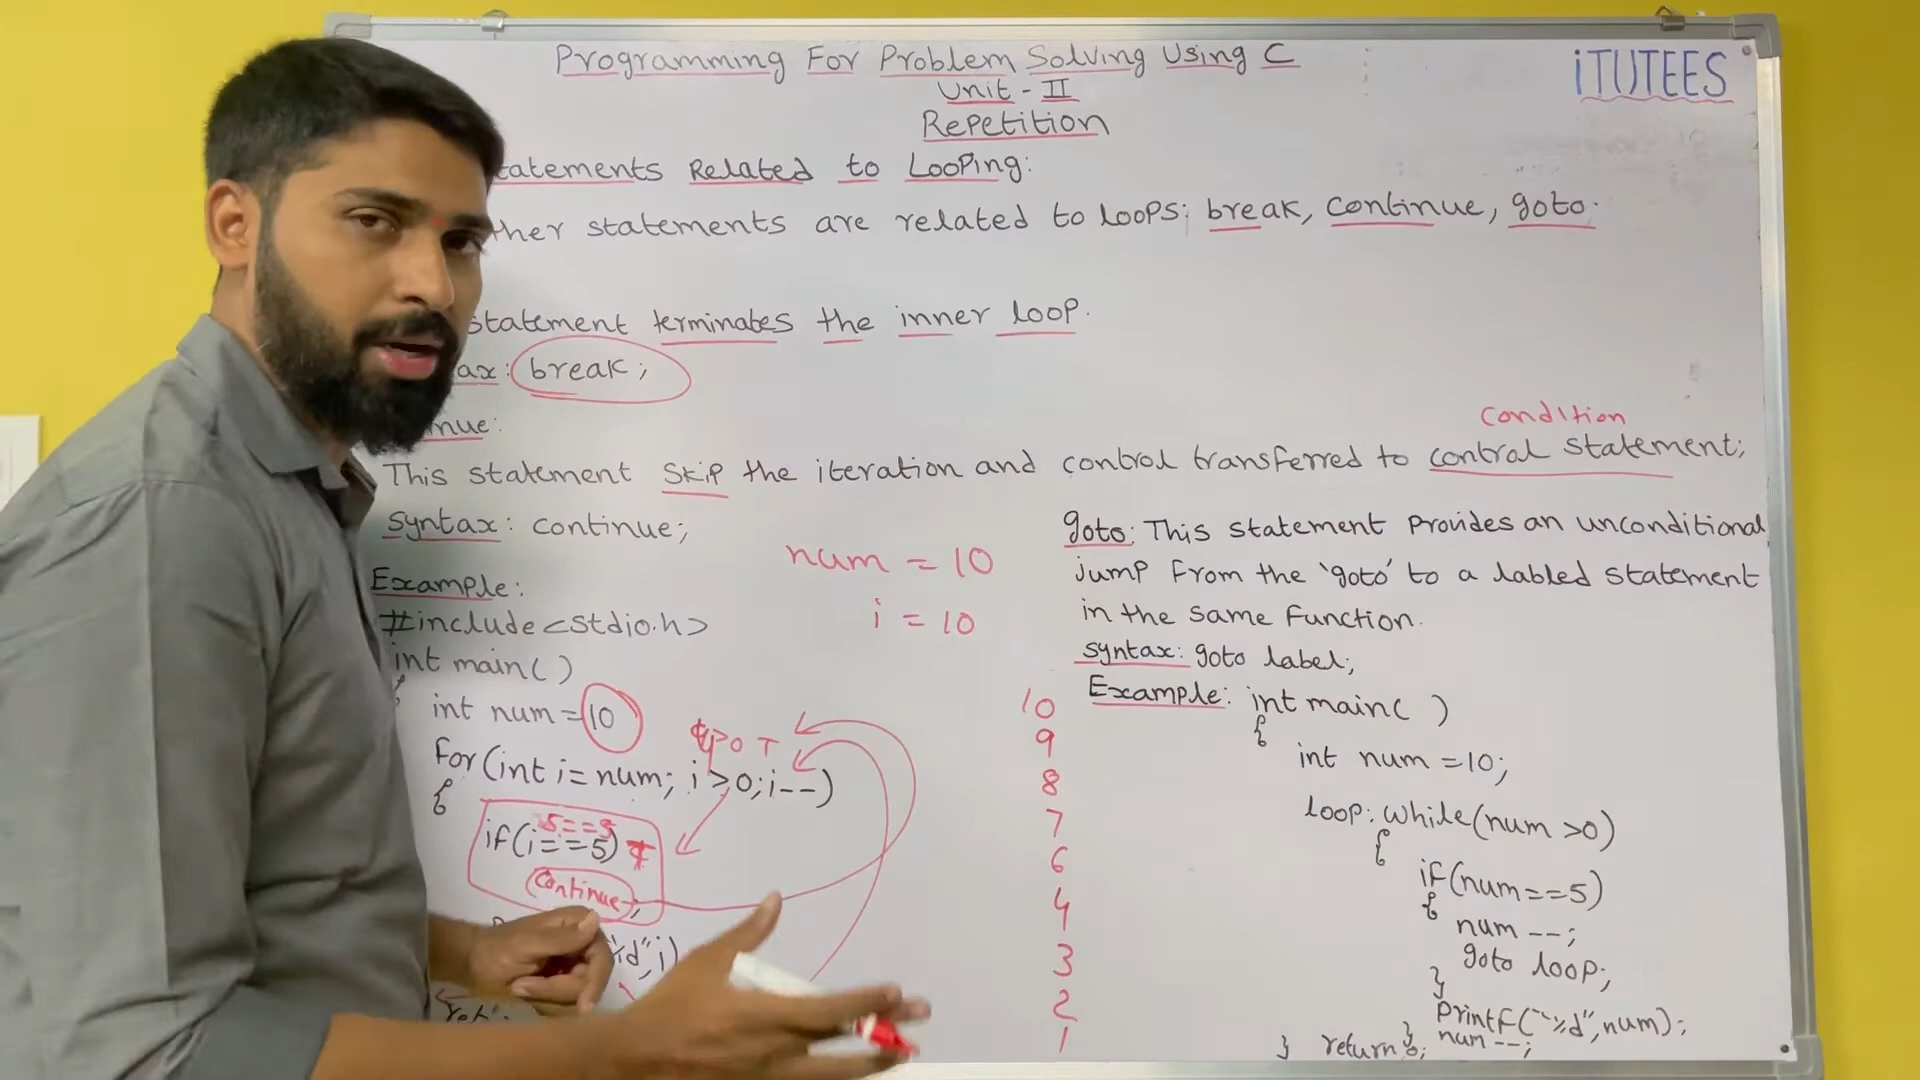 Programming For Problem Solving Using C
iTUTEES
Unit - II
Repetition
tatements Related to Looping:
ther statements are related to loops; break, continue, goto.
statement terminates the inner loop.
ax: break;
nue:
condition
This statement skip the iteration and control transferred to control statement;
syntax: continue;
Example:
#include<stdio.h>
int main( )
{
int num = 10
i>0 T
for(int i = num; i > 0; i--)
{
5==5
if(i==5) T
continue;
"%d", i)
num = 10
i = 10
10
9
8
7
6
4
3
2
1
goto: This statement provides an unconditional
jump from the 'goto' to a labled statement
in the same function.
syntax: goto label;
Example: int main( )
{
int num = 10;
loop: while(num >0)
{
if(num==5)
{
num --;
goto loop;
}
Printf("%d", num);
num --;
}
return 0;
}